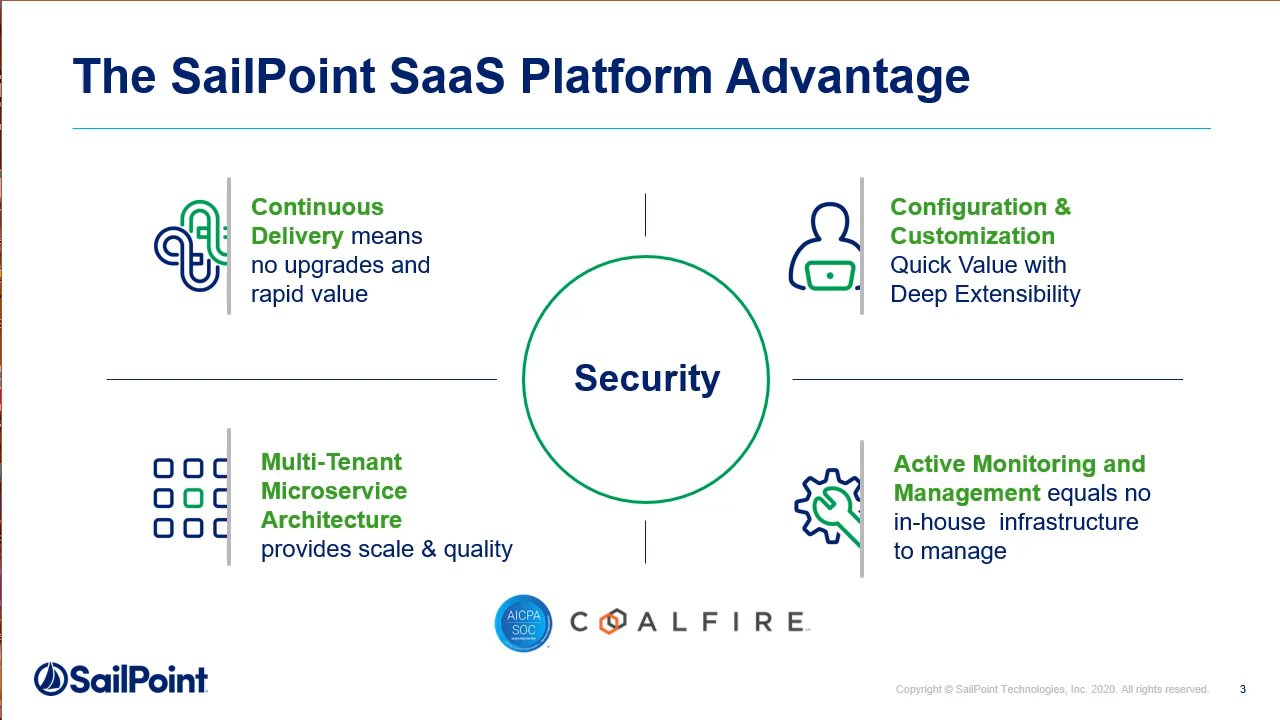 The SailPoint SaaS Platform Advantage
Continuous
Delivery means
no upgrades and
rapid value
Configuration &
Customization
Quick Value with
Deep Extensibility
Security
Multi-Tenant
Microservice
Architecture
provides scale & quality
Active Monitoring and
Management equals no
in-house  infrastructure
to manage
AICPA
SOC
COALFIRE
SailPoint
Copyright © SailPoint Technologies, Inc. 2020. All rights reserved.
3